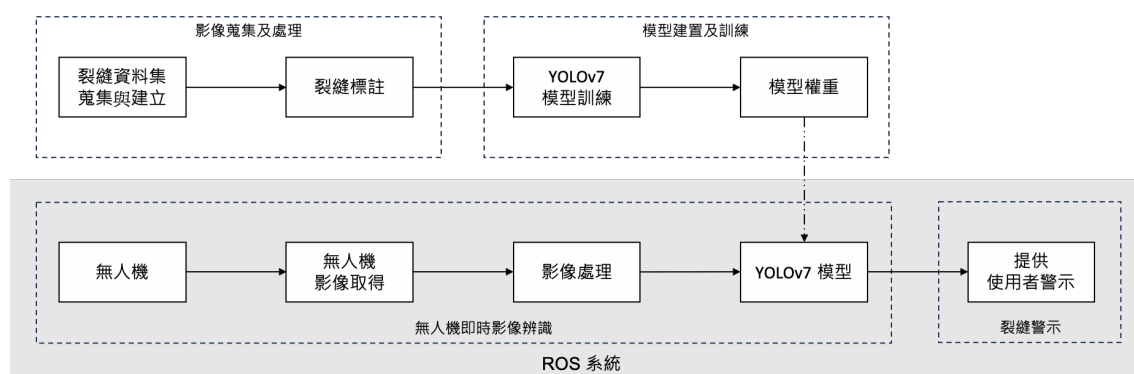 影像蒐集及處理
裂縫資料集
蒐集與建立
裂縫標註
模型建置及訓練
YOLOv7
模型訓練
模型權重
無人機
無人機
影像取得
影像處理
YOLOv7 模型
無人機即時影像辨識
提供
使用者警示
裂縫警示
ROS 系統